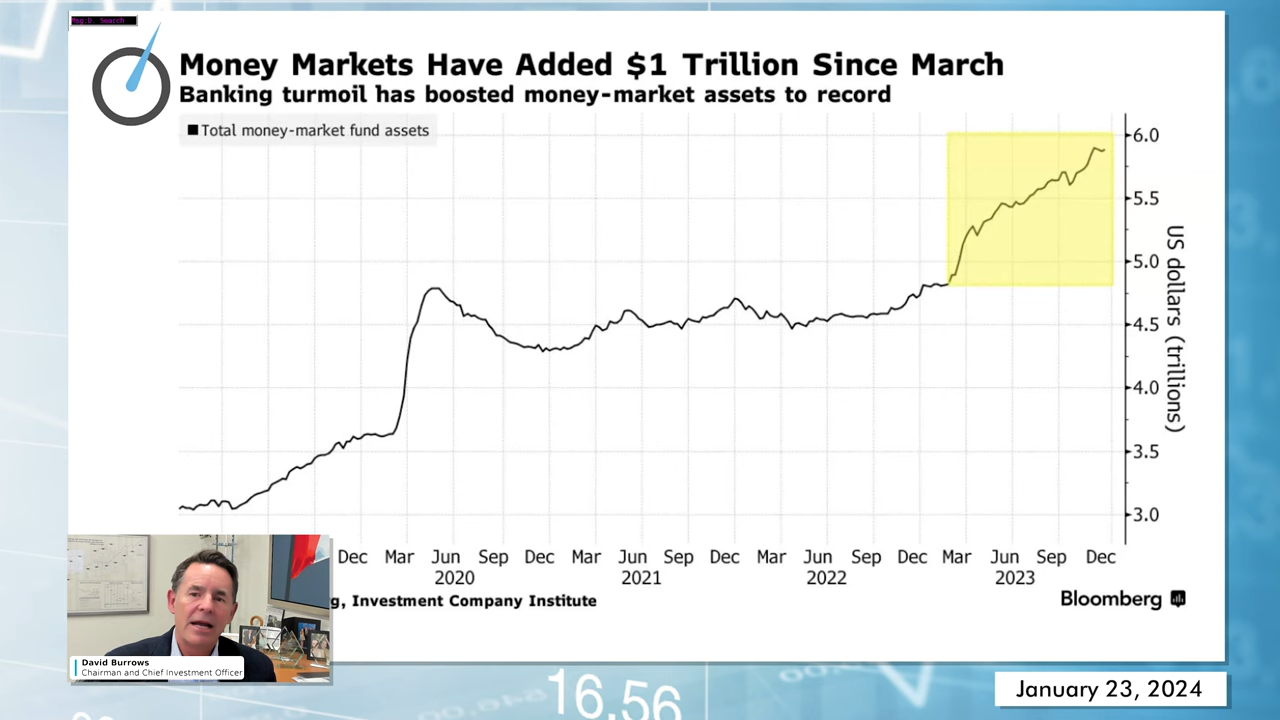 Msg:D. Search
Money Markets Have Added $1 Trillion Since March
Banking turmoil has boosted money-market assets to record
Total money-market fund assets
6.0
5.5
5.0
4.5
4.0
3.5
3.0
US dollars (trillions)
Dec Mar Jun Sep Dec Mar Jun Sep Dec Mar Jun Sep Dec Mar Jun Sep Dec
2020 2021 2022 2023
g, Investment Company Institute
Bloomberg
David Burrows
Chairman and Chief Investment Officer
16.56
January 23, 2024